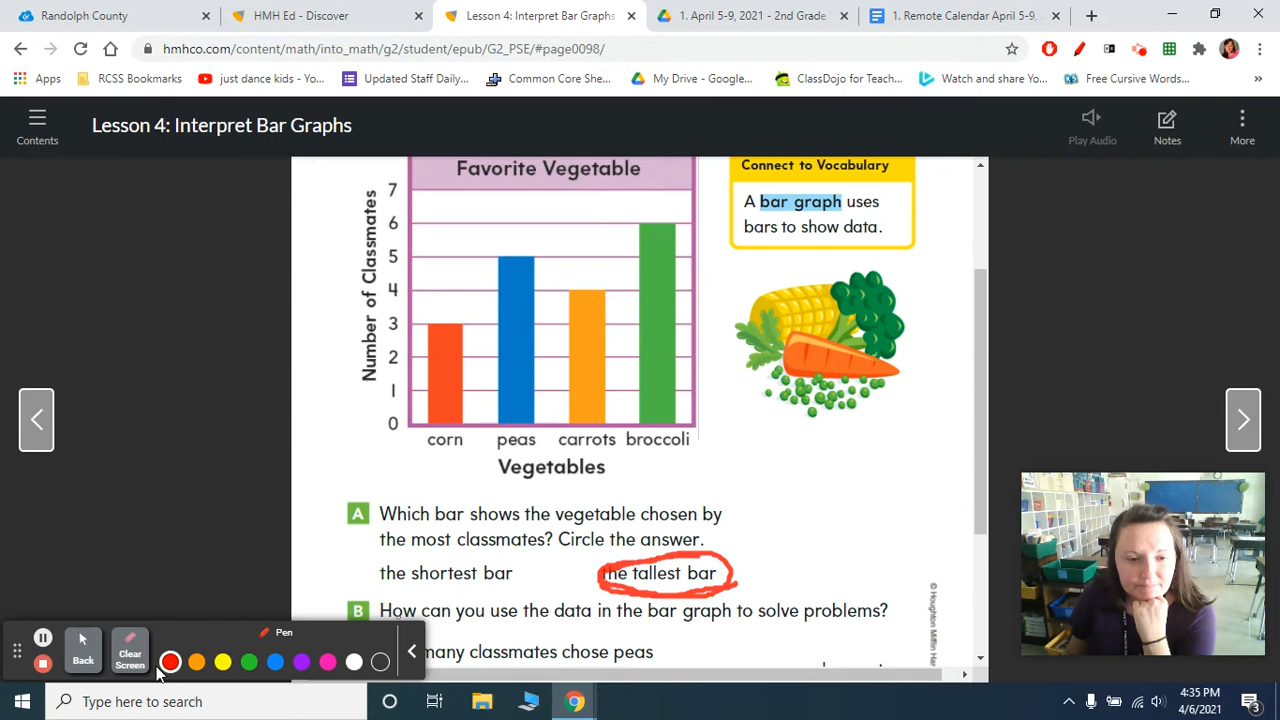 Randolph County
HMH Ed - Discover
Lesson 4: Interpret Bar Graphs
1. April 5-9, 2021 - 2nd Grade
1. Remote Calendar April 5-9,
hmhco.com/content/math/into_math/g2/student/epub/G2_PSE/#page0098/
Apps
RCSS Bookmarks
just dance kids - Yo...
Updated Staff Daily...
Common Core She...
My Drive - Google...
ClassDojo for Teach...
Watch and share Yo...
Free Cursive Words...
»
Contents
Lesson 4: Interpret Bar Graphs
Play Audio
Notes
More
Favorite Vegetable
Number of Classmates
7
6
5
4
3
2
1
0
corn peas carrots broccoli
Vegetables
Connect to Vocabulary
A bar graph uses
bars to show data.
A Which bar shows the vegetable chosen by
the most classmates? Circle the answer.
the shortest bar the tallest bar
B How can you use the data in the bar graph to solve problems?
many classmates chose peas
© Houghton Mifflin Har
Pen
Back
Clear
Screen
Type here to search
4:35 PM
4/6/2021
3